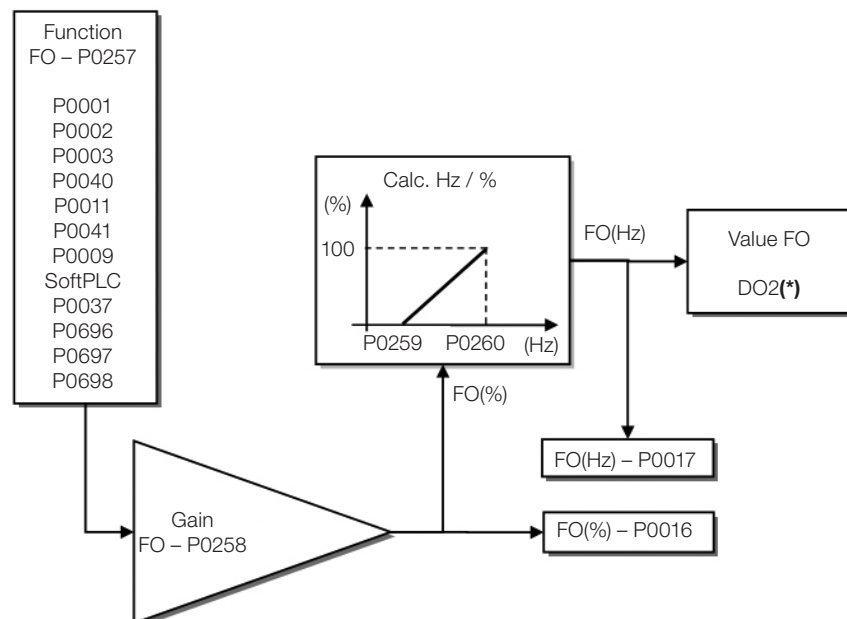 Function
FO – P0257
P0001
P0002
P0003
P0040
P0011
P0041
P0009
SoftPLC
P0037
P0696
P0697
P0698
Gain
FO – P0258
Calc. Hz / %
(%)
100
P0259
P0260
(Hz)
FO(%)
FO(Hz)
Value FO
DO2(*)
FO(Hz) – P0017
FO(%) – P0016